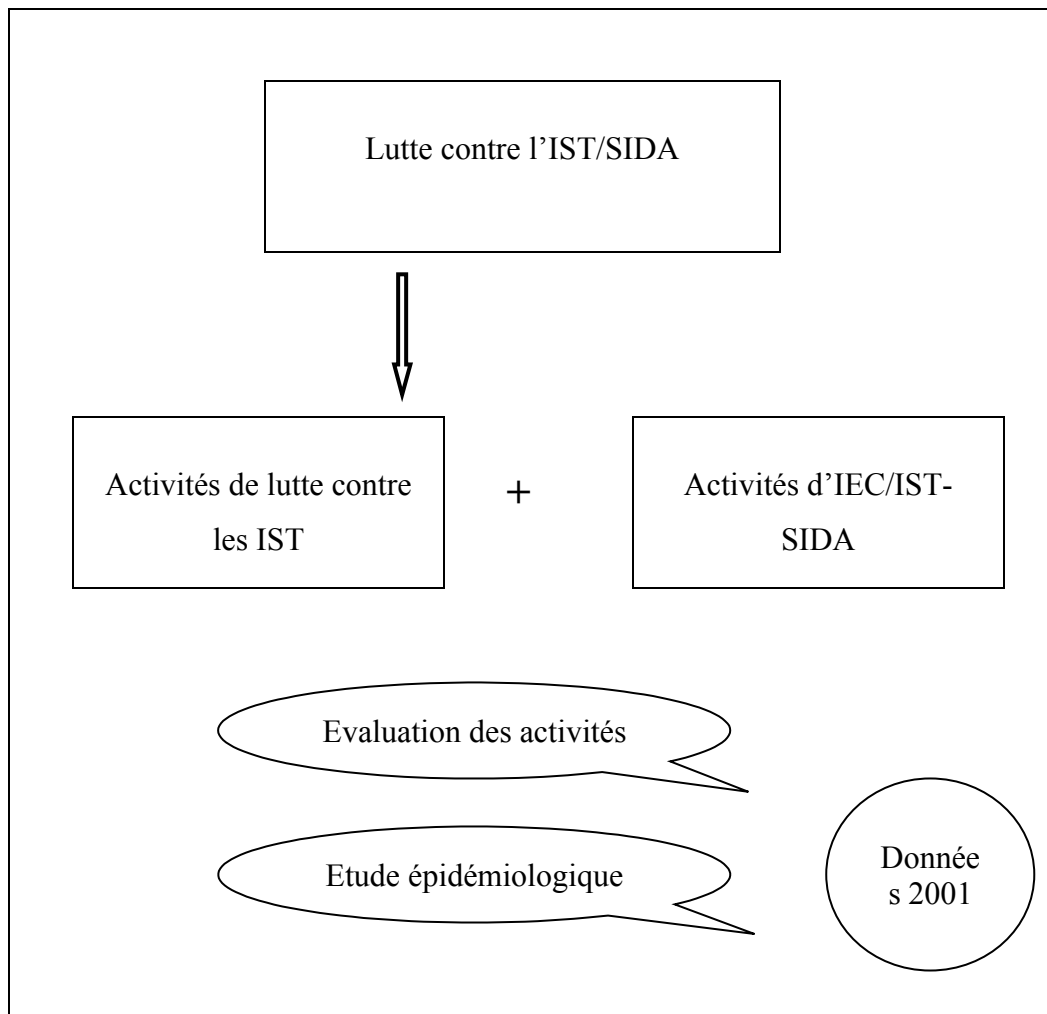 Lutte contre l’IST/SIDA
Activités de lutte contre
les IST
+
Activités d’IEC/IST-
SIDA
Evaluation des activités
Etude épidémiologique
Donnée
s 2001